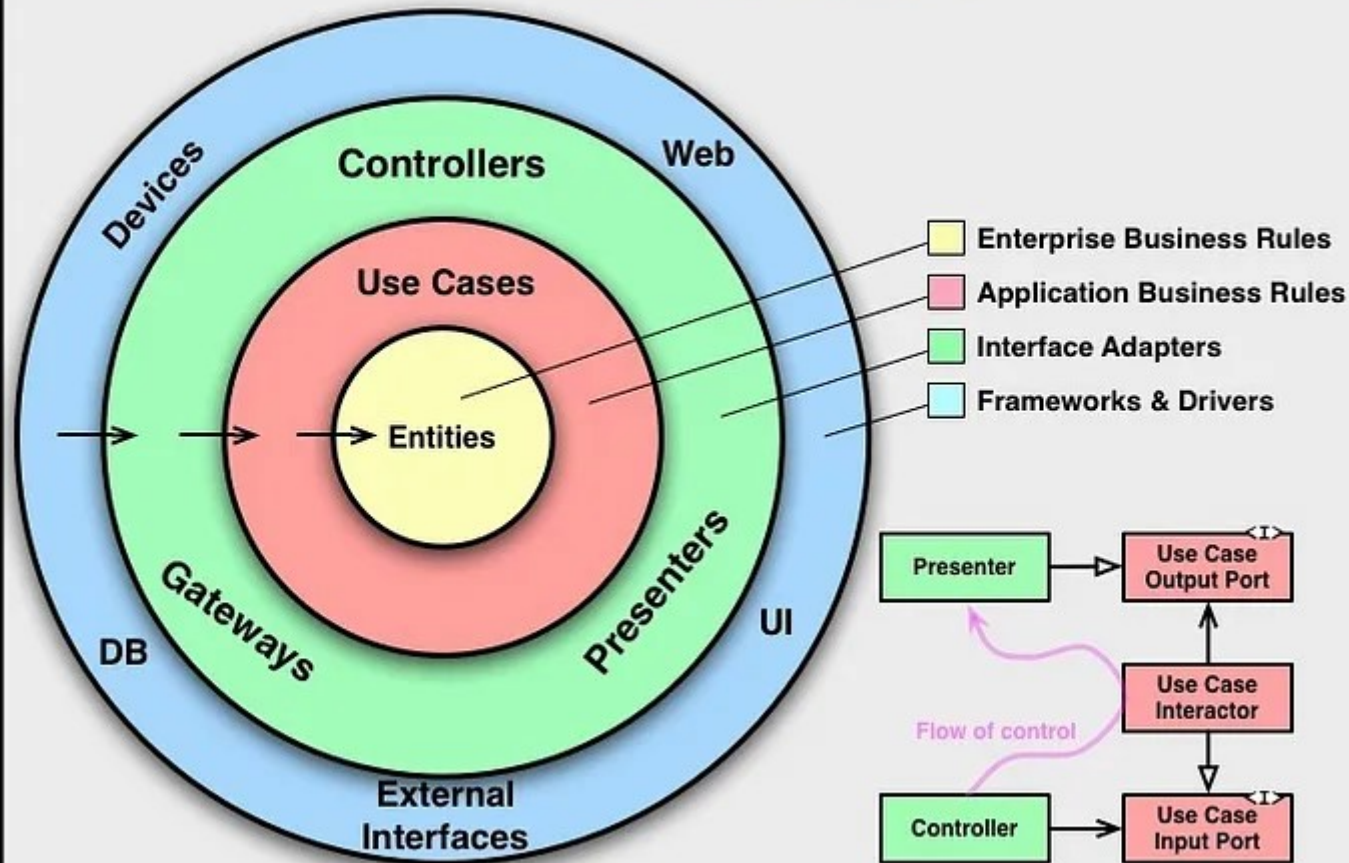 Devices
Controllers
Web
Use Cases
Entities
Gateways
Presenters
DB
UI
External
Interfaces
Enterprise Business Rules
Application Business Rules
Interface Adapters
Frameworks & Drivers
Presenter
<I>
Use Case
Output Port
Flow of control
Use Case
Interactor
Controller
<I>
Use Case
Input Port